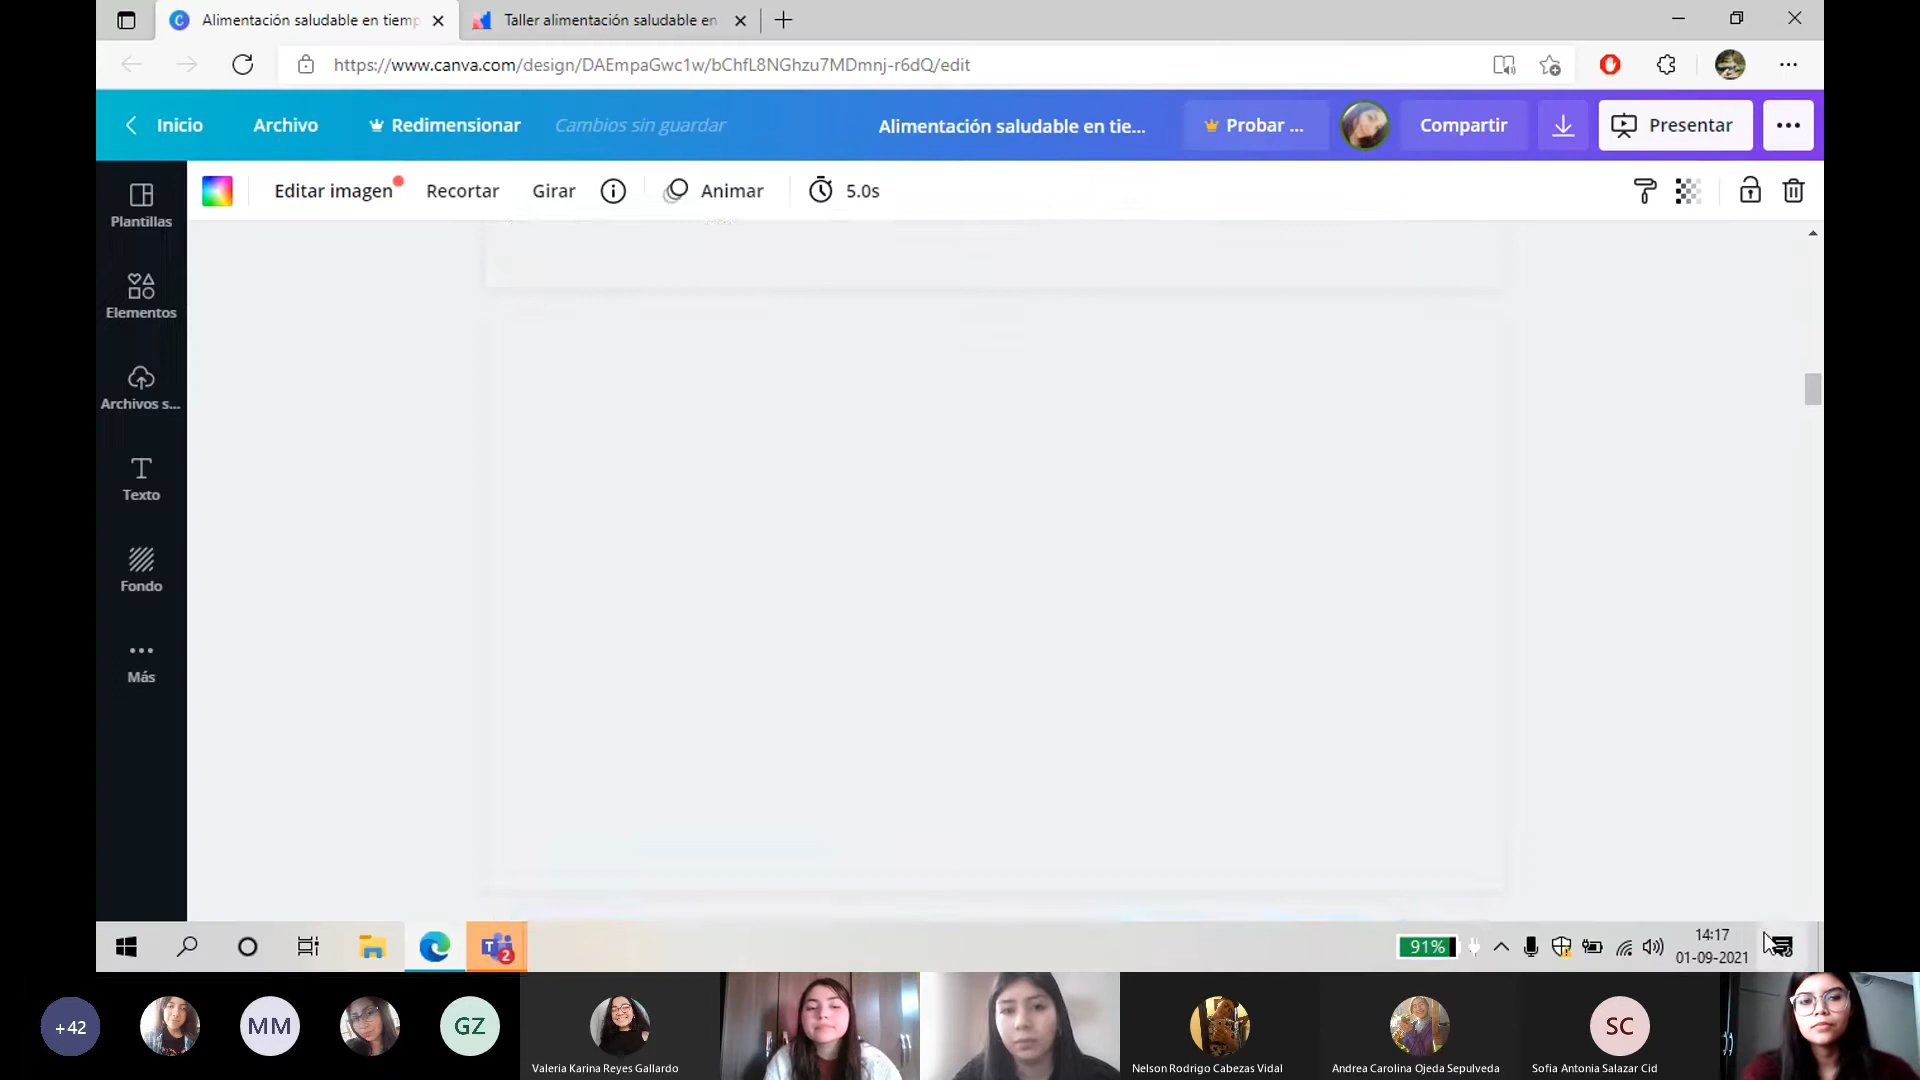 Alimentación saludable en tiemp
Taller alimentación saludable en
https://www.canva.com/design/DAEmpaGwc1w/bChfL8NGhzu7MDmnj-r6dQ/edit
Inicio
Archivo
Redimensionar
Cambios sin guardar
Alimentación saludable en tie...
Probar ...
Compartir
Presentar
Editar imagen
Recortar
Girar
Animar
5.0s
Plantillas
Elementos
Archivos s...
Texto
Fondo
Más
91%
14:17
01-09-2021
2
+42
MM
GZ
SC
Valeria Karina Reyes Gallardo
Nelson Rodrigo Cabezas Vidal
Andrea Carolina Ojeda Sepulveda
Sofia Antonia Salazar Cid